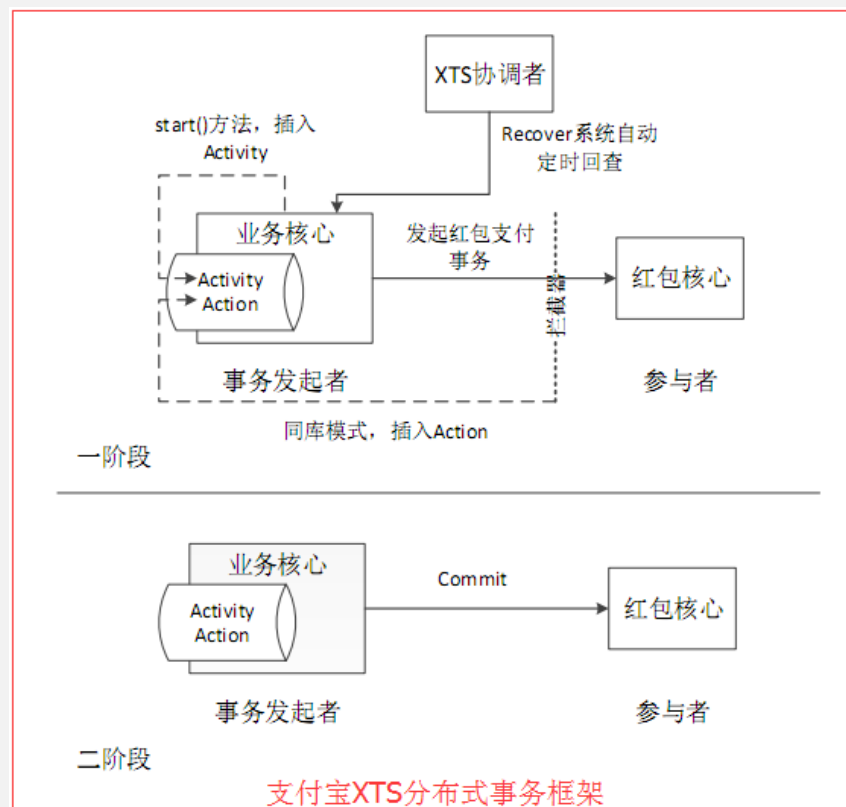 XTS协调者
start()方法，插入
Activity
Recover系统自动
定时回查
业务核心
Activity
Action
发起红包支付
事务
拦截器
红包核心
事务发起者
参与者
同库模式，插入Action
一阶段
业务核心
Activity
Action
Commit
红包核心
事务发起者
参与者
二阶段
支付宝XTS分布式事务框架